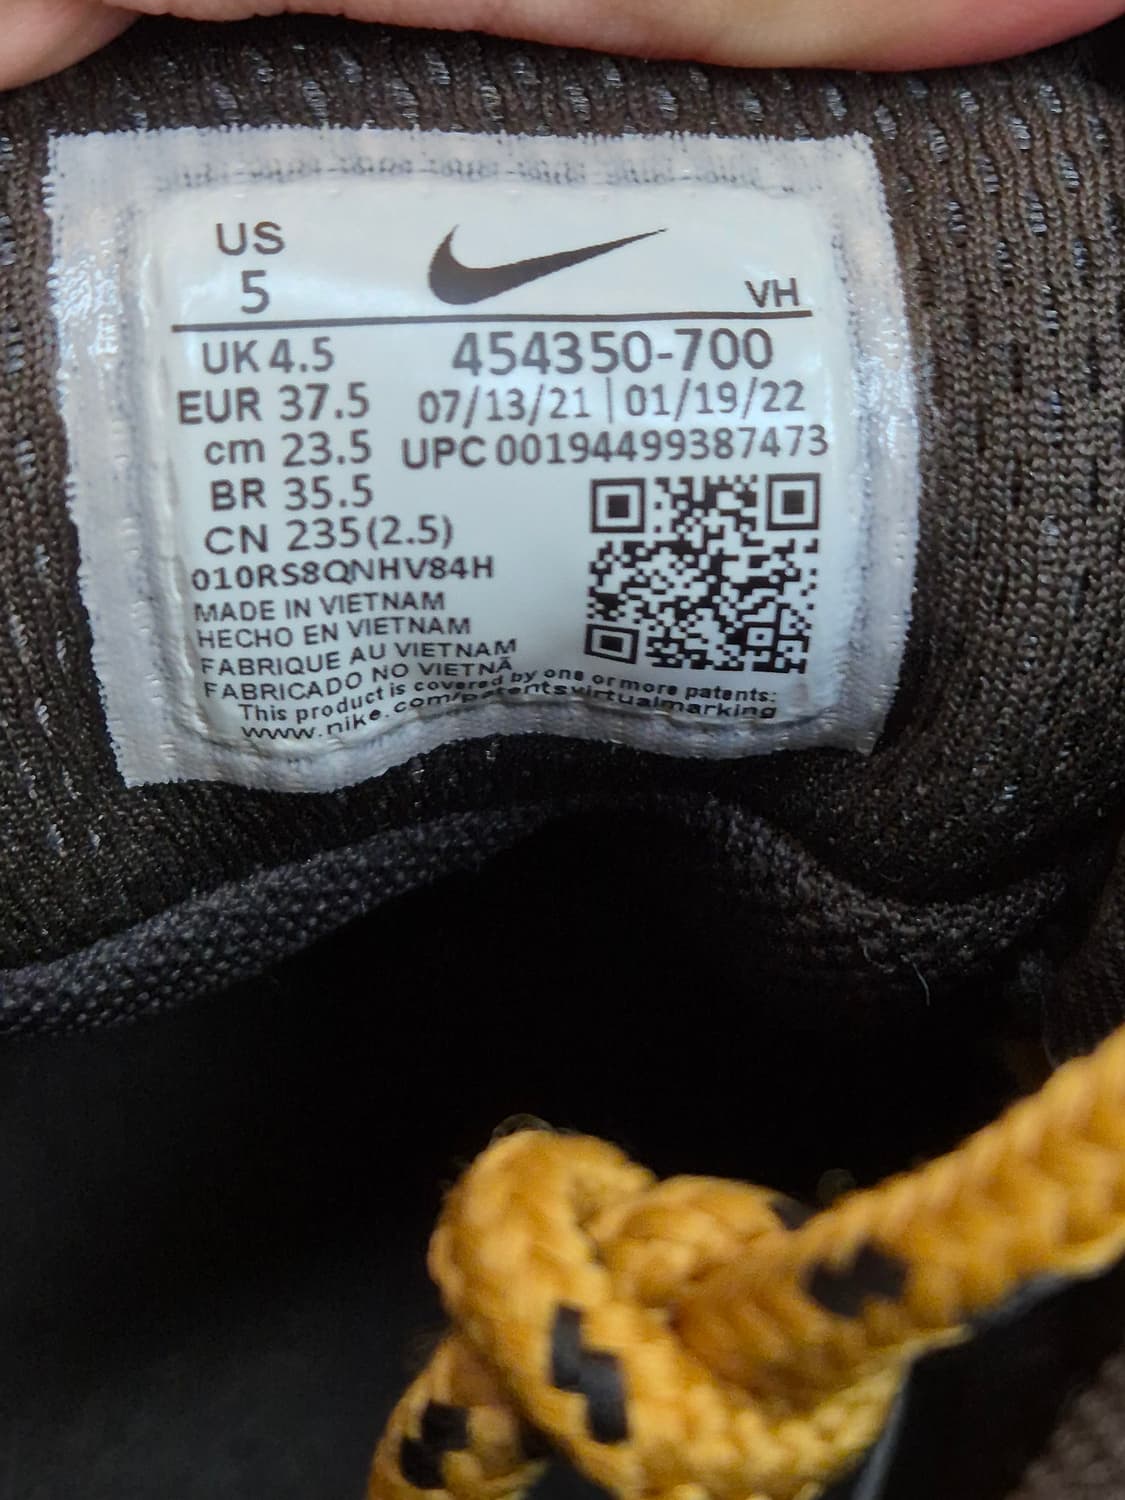 US
5
VH
UK 4.5 454350-700
EUR 37.5 07/13/21 | 01/19/22
cm 23.5 UPC 00194499387473
BR 35.5
CN 235(2.5)
010RS8QNHV84H
MADE IN VIETNAM
HECHO EN VIETNAM
FABRIQUE AU VIETNAM
FABRICADO NO VIETNÃ
This product is covered by one or more patents:
www.nike.com/patentsvirtualmarking